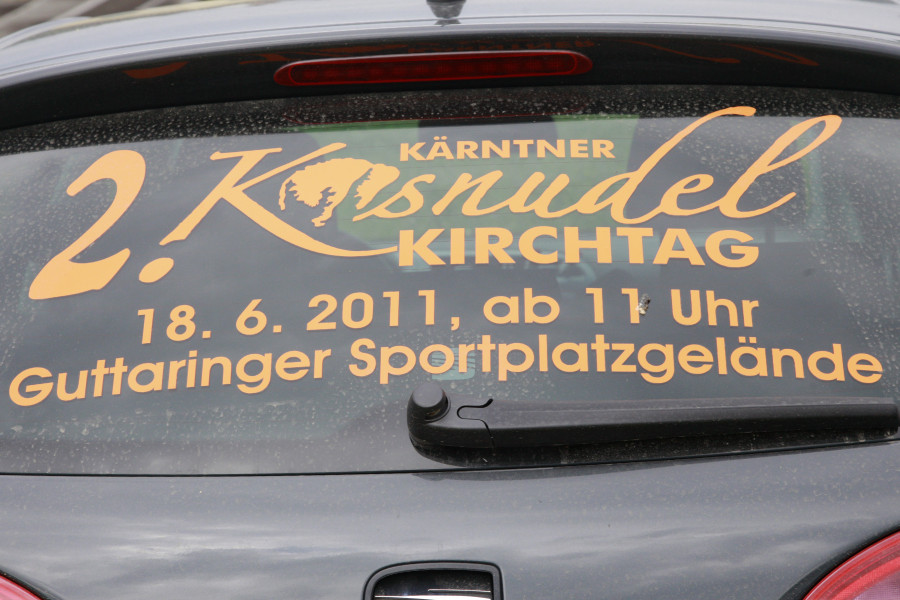 2. KÄRNTNER
Kasnudel
KIRCHTAG
18. 6. 2011, ab 11 Uhr
Guttaringer Sportplatzgelände